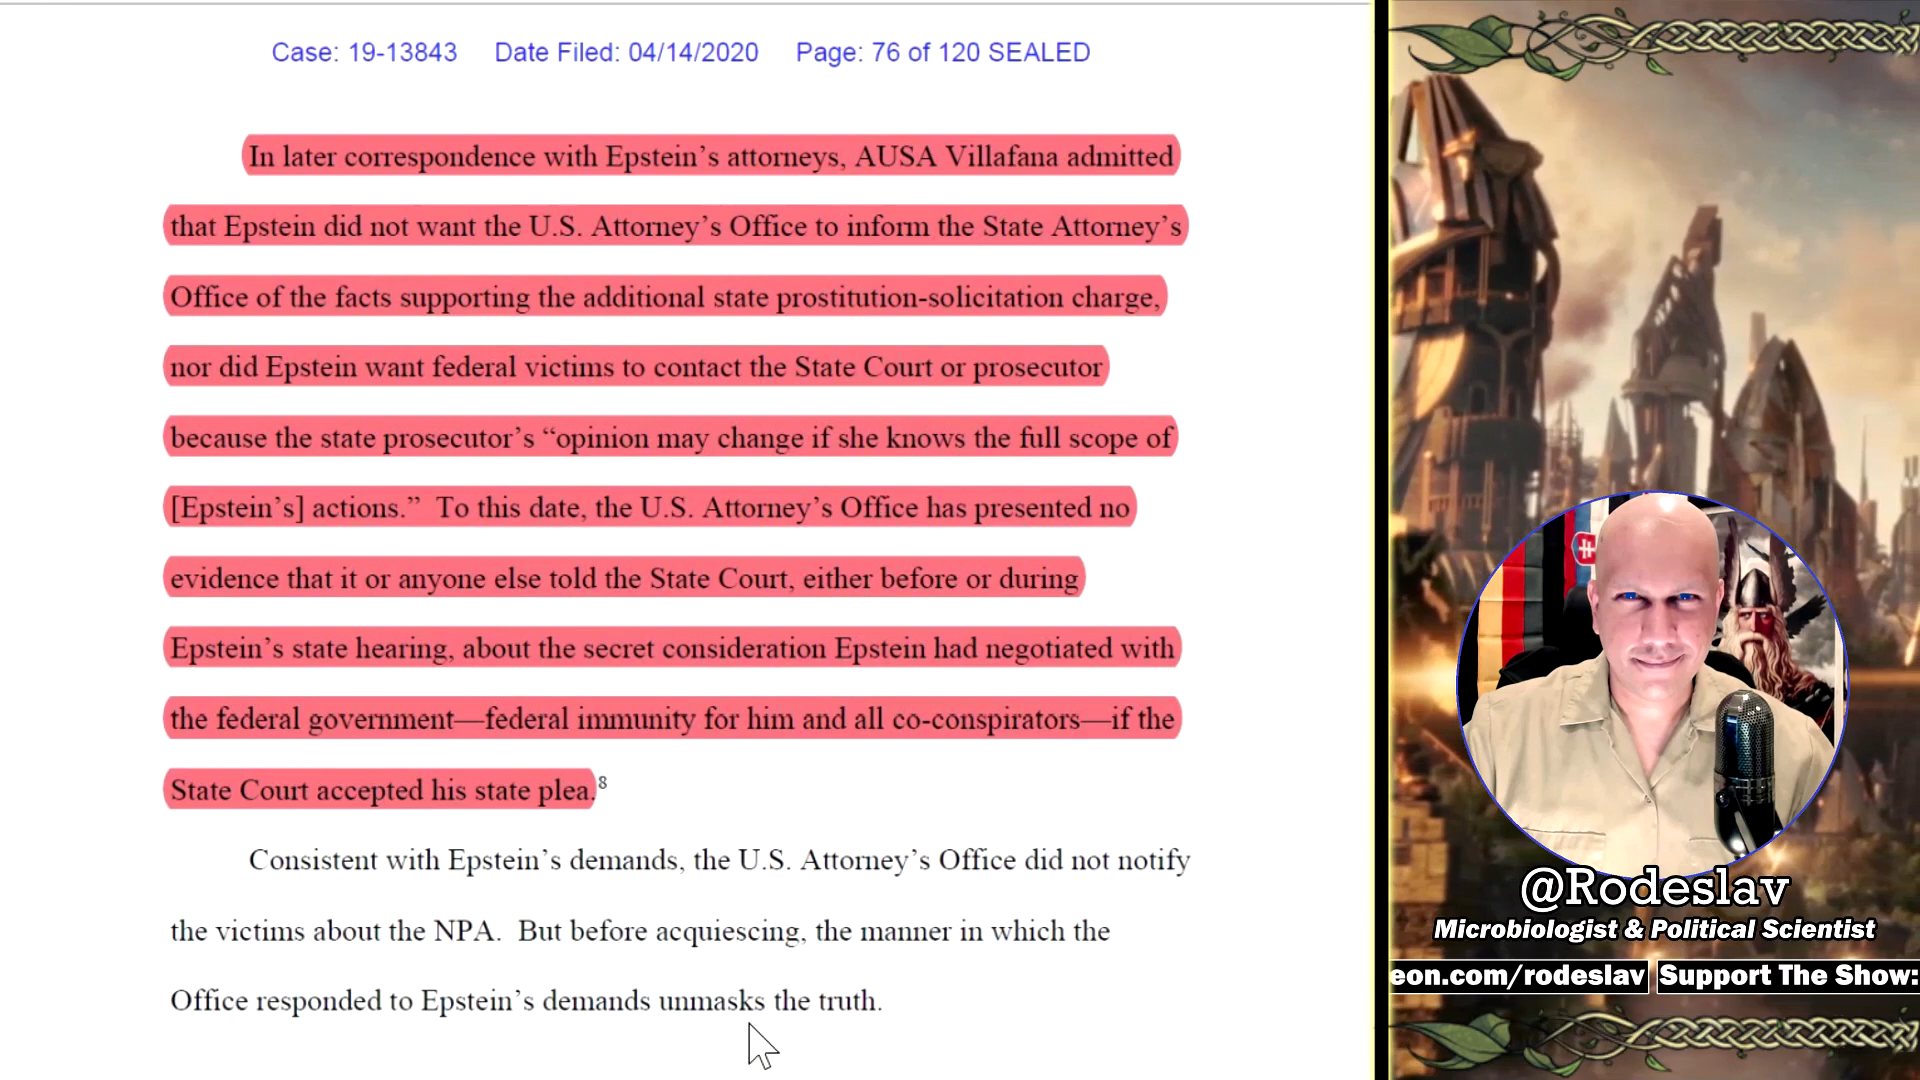 Case: 19-13843 Date Filed: 04/14/2020 Page: 76 of 120 SEALED
In later correspondence with Epstein’s attorneys, AUSA Villafana admitted
that Epstein did not want the U.S. Attorney’s Office to inform the State Attorney’s
Office of the facts supporting the additional state prostitution-solicitation charge,
nor did Epstein want federal victims to contact the State Court or prosecutor
because the state prosecutor’s “opinion may change if she knows the full scope of
[Epstein’s] actions.” To this date, the U.S. Attorney’s Office has presented no
evidence that it or anyone else told the State Court, either before or during
Epstein’s state hearing, about the secret consideration Epstein had negotiated with
the federal government—federal immunity for him and all co-conspirators—if the
State Court accepted his state plea.8
Consistent with Epstein’s demands, the U.S. Attorney’s Office did not notify
the victims about the NPA. But before acquiescing, the manner in which the
Office responded to Epstein’s demands unmasks the truth.
@Rodeslav
Microbiologist & Political Scientist
eon.com/rodeslav Support The Show: